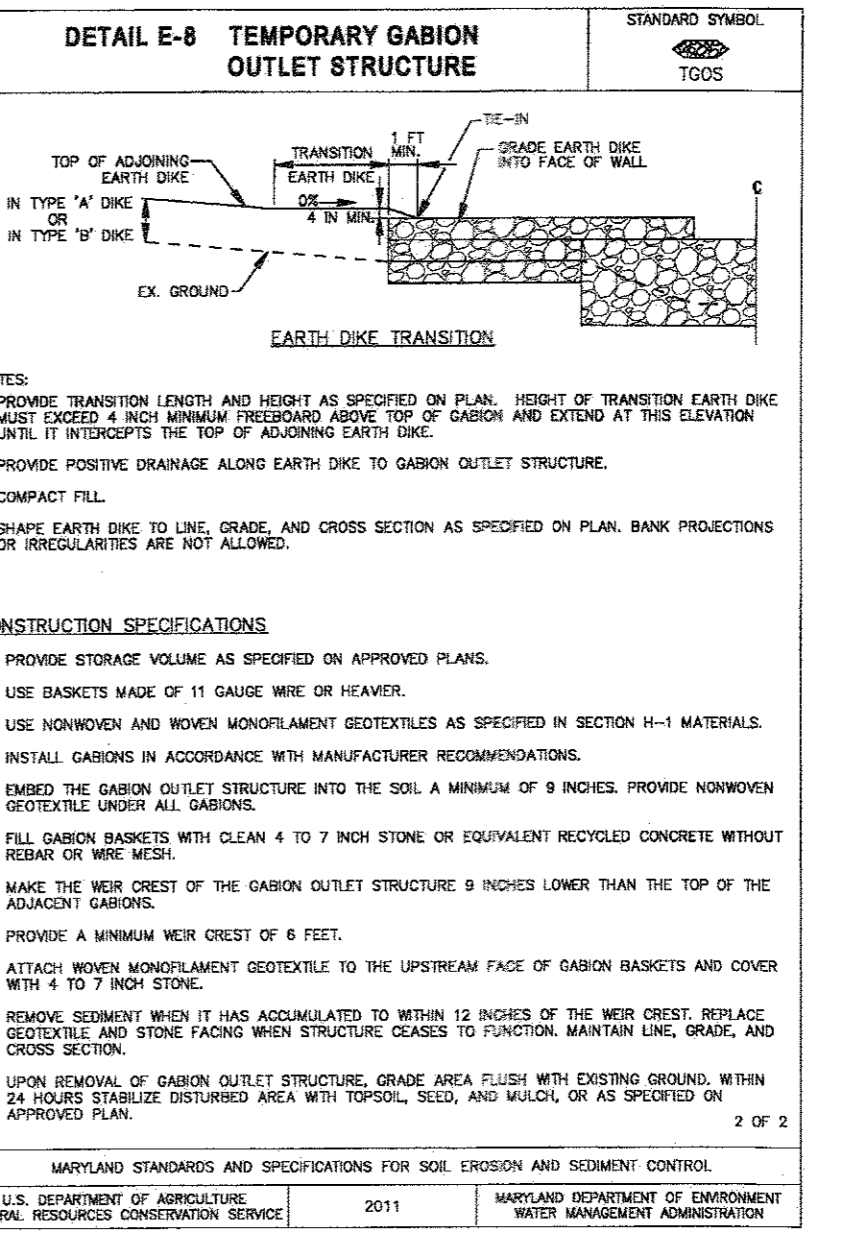 DETAIL E-8 TEMPORARY GABION
OUTLET STRUCTURE
STANDARD SYMBOL
TGOS
TIE-IN
1 FT
MIN.
TRANSITION
EARTH DIKE
GRADE EARTH DIKE
INTO FACE OF WALL
TOP OF ADJOINING
EARTH DIKE
IN TYPE 'A' DIKE
OR
IN TYPE 'B' DIKE
0%
4 IN MIN.
EX. GROUND
EARTH DIKE TRANSITION
TES:
PROVIDE TRANSITION LENGTH AND HEIGHT AS SPECIFIED ON PLAN. HEIGHT OF TRANSITION EARTH DIKE
MUST EXCEED 4 INCH MINIMUM FREEBOARD ABOVE TOP OF GABION AND EXTEND AT THIS ELEVATION
UNTIL IT INTERCEPTS THE TOP OF ADJOINING EARTH DIKE.
PROVIDE POSITIVE DRAINAGE ALONG EARTH DIKE TO GABION OUTLET STRUCTURE.
COMPACT FILL.
SHAPE EARTH DIKE TO LINE, GRADE, AND CROSS SECTION AS SPECIFIED ON PLAN. BANK PROJECTIONS
OR IRREGULARITIES ARE NOT ALLOWED.
NSTRUCTION SPECIFICATIONS
PROVIDE STORAGE VOLUME AS SPECIFIED ON APPROVED PLANS.
USE BASKETS MADE OF 11 GAUGE WIRE OR HEAVIER.
USE NONWOVEN AND WOVEN MONOFILAMENT GEOTEXTILES AS SPECIFIED IN SECTION H-1 MATERIALS.
INSTALL GABIONS IN ACCORDANCE WITH MANUFACTURER RECOMMENDATIONS.
EMBED THE GABION OUTLET STRUCTURE INTO THE SOIL A MINIMUM OF 9 INCHES. PROVIDE NONWOVEN
GEOTEXTILE UNDER ALL GABIONS.
FILL GABION BASKETS WITH CLEAN 4 TO 7 INCH STONE OR EQUIVALENT RECYCLED CONCRETE WITHOUT
REBAR OR WIRE MESH.
MAKE THE WEIR CREST OF THE GABION OUTLET STRUCTURE 9 INCHES LOWER THAN THE TOP OF THE
ADJACENT GABIONS.
PROVIDE A MINIMUM WEIR CREST OF 6 FEET.
ATTACH WOVEN MONOFILAMENT GEOTEXTILE TO THE UPSTREAM FACE OF GABION BASKETS AND COVER
WITH 4 TO 7 INCH STONE.
REMOVE SEDIMENT WHEN IT HAS ACCUMULATED TO WITHIN 12 INCHES OF THE WEIR CREST. REPLACE
GEOTEXTILE AND STONE FACING WHEN STRUCTURE CEASES TO FUNCTION. MAINTAIN LINE, GRADE, AND
CROSS SECTION.
UPON REMOVAL OF GABION OUTLET STRUCTURE, GRADE AREA FLUSH WITH EXISTING GROUND. WITHIN
24 HOURS STABILIZE DISTURBED AREA WITH TOPSOIL, SEED, AND MULCH, OR AS SPECIFIED ON
APPROVED PLAN.
2 OF 2
MARYLAND STANDARDS AND SPECIFICATIONS FOR SOIL EROSION AND SEDIMENT CONTROL
U.S. DEPARTMENT OF AGRICULTURE
RAL RESOURCES CONSERVATION SERVICE
2011
MARYLAND DEPARTMENT OF ENVIRONMENT
WATER MANAGEMENT ADMINISTRATION